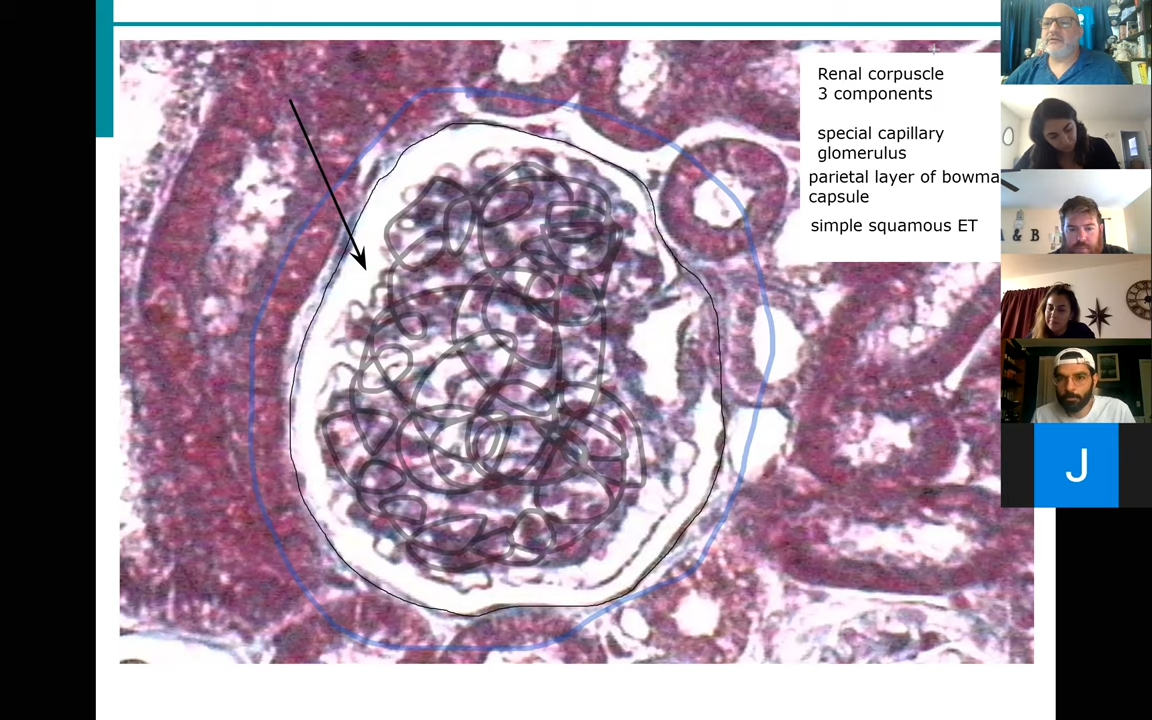 Renal corpuscle
3 components
special capillary
glomerulus
parietal layer of bowma
capsule
simple squamous ET
& B
J